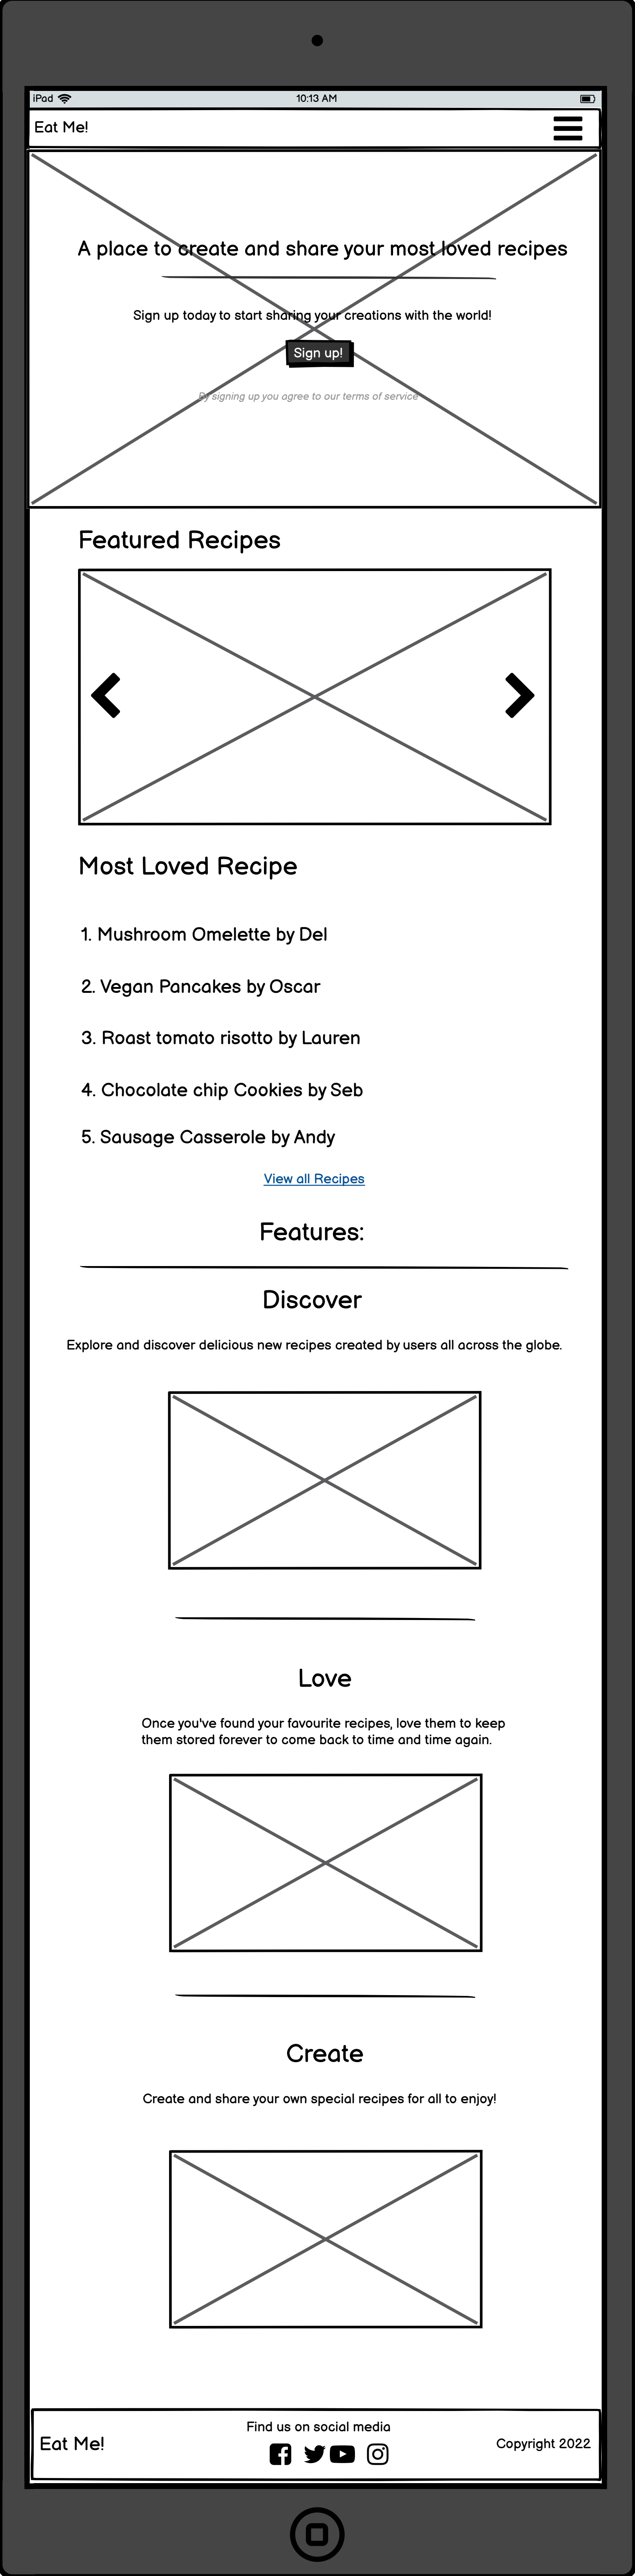 iPad
10:13 AM
Eat Me!
A place to create and share your most loved recipes
Sign up today to start sharing your creations with the world!
Sign up!
By signing up you agree to our terms of service
Featured Recipes
Most Loved Recipe
1. Mushroom Omelette by Del
2. Vegan Pancakes by Oscar
3. Roast tomato risotto by Lauren
4. Chocolate chip Cookies by Seb
5. Sausage Casserole by Andy
View all Recipes
Features:
Discover
Explore and discover delicious new recipes created by users all across the globe.
Love
Once you've found your favourite recipes, love them to keep
them stored forever to come back to time and time again.
Create
Create and share your own special recipes for all to enjoy!
Eat Me!
Find us on social media
Copyright 2022